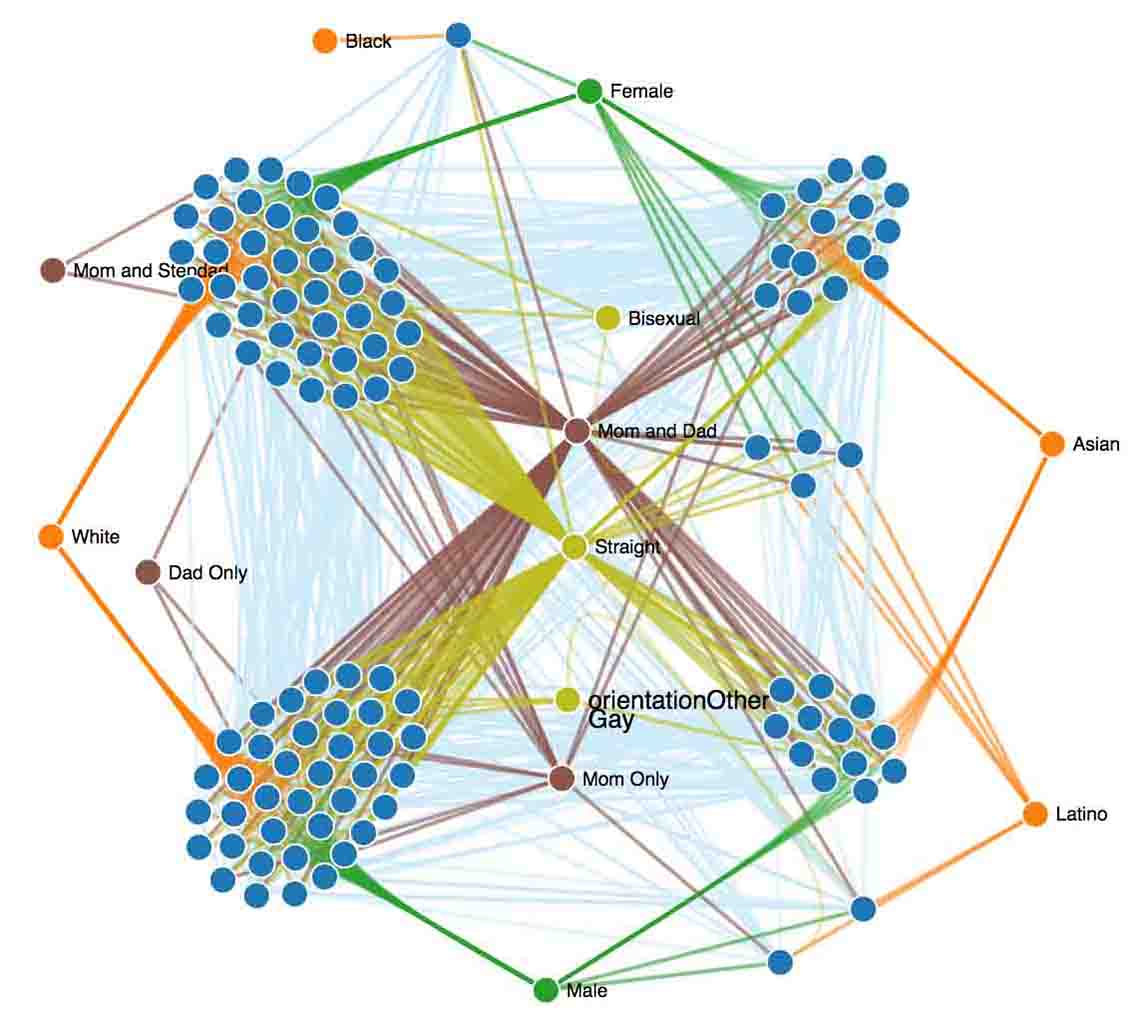 Black
Female
Mom and Stepdad
Bisexual
Mom and Dad
Asian
White
Straight
Dad Only
orientationOther
Gay
Mom Only
Latino
Male